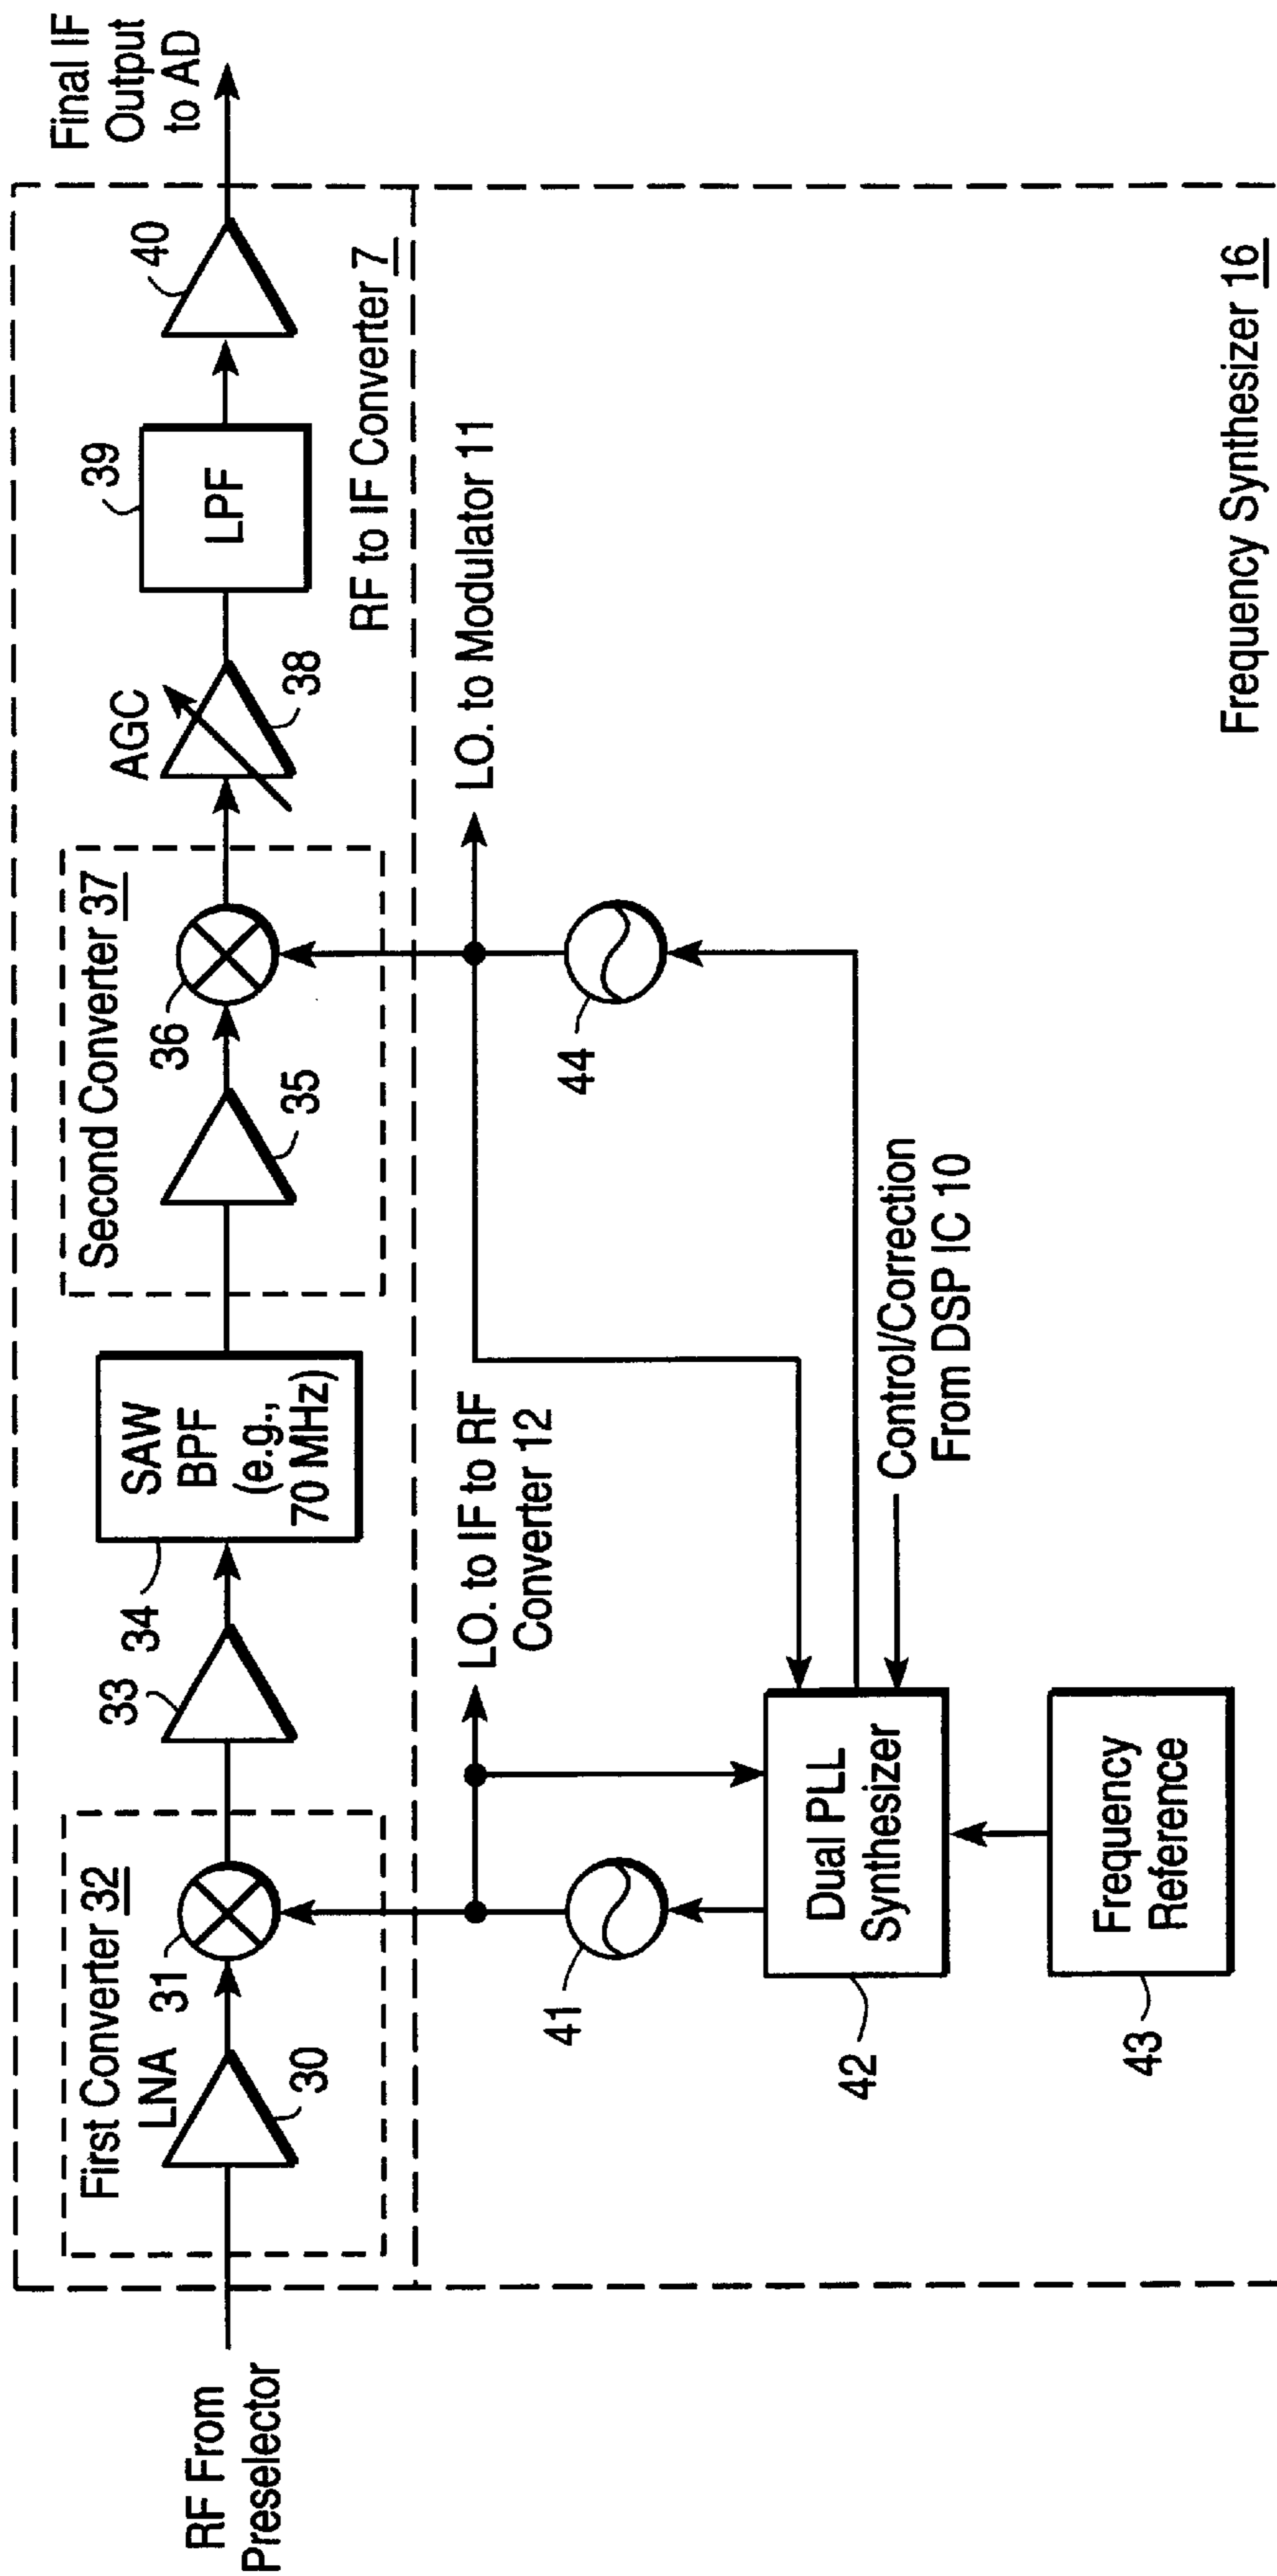 First Converter 32
LNA
31
30
33
34
SAW
BPF
(e.g.,
70 MHz)
Second Converter 37
36
35
AGC
38
39
LPF
40
Final IF
Output
to AD
RF From
Preselector
RF to IF Converter 7
LO. to IF to RF
Converter 12
LO. to Modulator 11
41
44
Dual PLL
Synthesizer
42
Control/Correction
From DSP IC 10
Frequency
Reference
43
Frequency Synthesizer 16